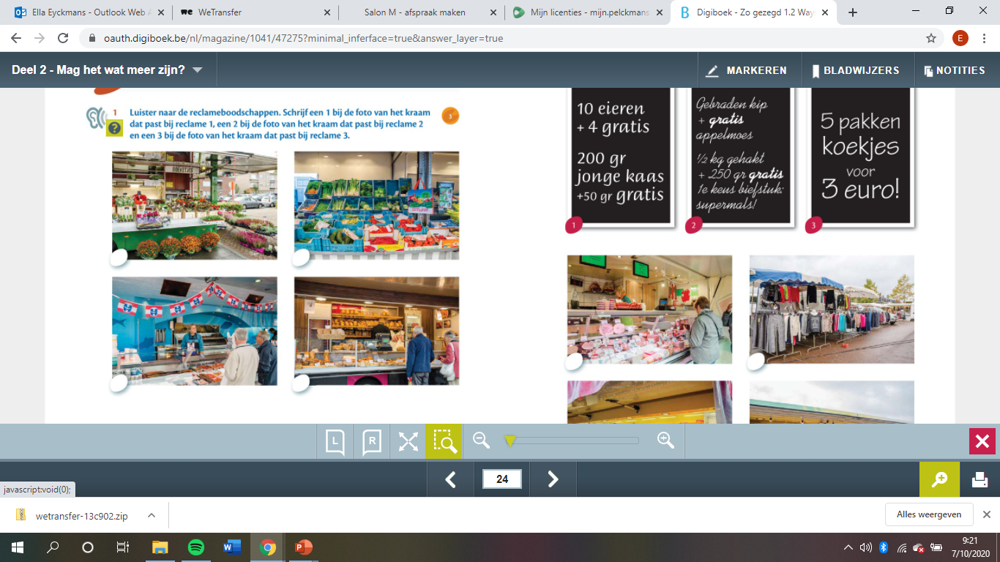 Ella Eyckmans - Outlook Web A
WeTransfer
Salon M - afspraak maken
Mijn licenties - mijn.pelckmans
Digiboek - Zo gezegd 1.2 Way
oauth.digiboek.be/nl/magazine/1041/47275?minimal_inferface=true&answer_layer=true
E
Deel 2 - Mag het wat meer zijn?
MARKEREN
BLADWIJZERS
NOTITIES
1 Luister naar de reclameboodschappen. Schrijf een 1 bij de foto van het kraam
dat past bij reclame 1, een 2 bij de foto van het kraam dat past bij reclame 2
en een 3 bij de foto van het kraam dat past bij reclame 3.
3
BOEKETJES
10 eieren
+ 4 gratis
200 gr
jonge kaas
+50 gr gratis
1
Gebraden kip
+ gratis
appelmoes
½ kg gehakt
+ 250 gr gratis
1e keus biefstuk:
supermals!
2
5 pakken
koekjes
voor
3 euro!
3
L
R
24
javascript:void(0);
wetransfer-13c902.zip
Alles weergeven
9:21
7/10/2020